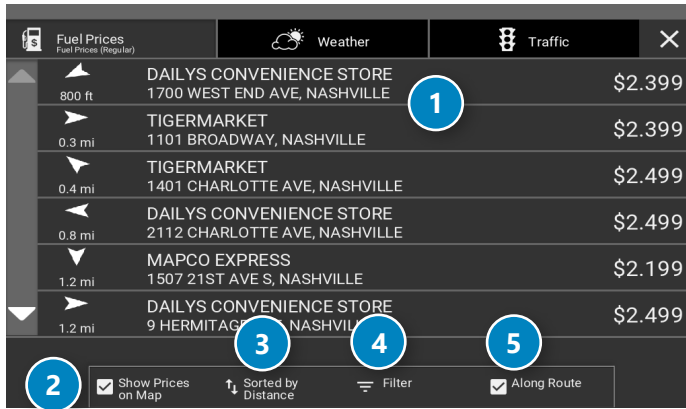 Fuel Prices
Fuel Prices (Regular)
Weather
Traffic
DAILYS CONVENIENCE STORE
800 ft
1700 WEST END AVE, NASHVILLE
$2.399
1
TIGERMARKET
0.3 mi
1101 BROADWAY, NASHVILLE
$2.399
TIGERMARKET
0.4 mi
1401 CHARLOTTE AVE, NASHVILLE
$2.499
DAILYS CONVENIENCE STORE
0.8 mi
2112 CHARLOTTE AVE, NASHVILLE
$2.499
MAPCO EXPRESS
1.2 mi
1507 21ST AVE S, NASHVILLE
$2.199
DAILYS CONVENIENCE STORE
1.2 mi
9 HERMITAGE
$2.499
2
3
4
5
Show Prices
on Map
Sorted by
Distance
Filter
Along Route